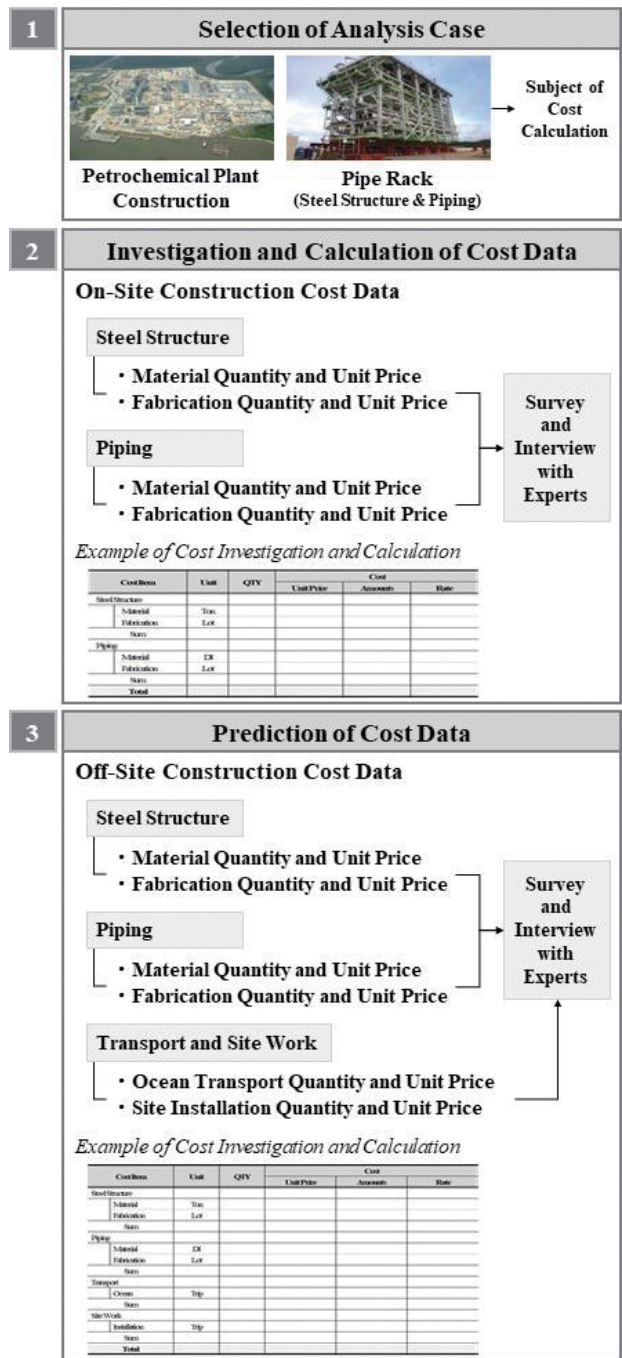 1
Selection of Analysis Case
Petrochemical Plant
Construction
Pipe Rack
(Steel Structure & Piping)
Subject of
Cost
Calculation
2
Investigation and Calculation of Cost Data
On-Site Construction Cost Data
Steel Structure
· Material Quantity and Unit Price
· Fabrication Quantity and Unit Price
Piping
· Material Quantity and Unit Price
· Fabrication Quantity and Unit Price
Survey
and
Interview
with
Experts
Example of Cost Investigation and Calculation
Cost Item Unit QTY Cost
Unit Price Amounts Rate
Steel Structure
Material Ton
Fabrication Lot
Sum
Piping
Material DI
Fabrication Lot
Sum
Total
3
Prediction of Cost Data
Off-Site Construction Cost Data
Steel Structure
· Material Quantity and Unit Price
· Fabrication Quantity and Unit Price
Piping
· Material Quantity and Unit Price
· Fabrication Quantity and Unit Price
Survey
and
Interview
with
Experts
Transport and Site Work
· Ocean Transport Quantity and Unit Price
· Site Installation Quantity and Unit Price
Example of Cost Investigation and Calculation
Cost Item Unit QTY Cost
Unit Price Amounts Rate
Steel Structure
Material Ton
Fabrication Lot
Sum
Piping
Material DI
Fabrication Lot
Sum
Transport
Ocean Trip
Sum
Site Work
Installation Trip
Sum
Total